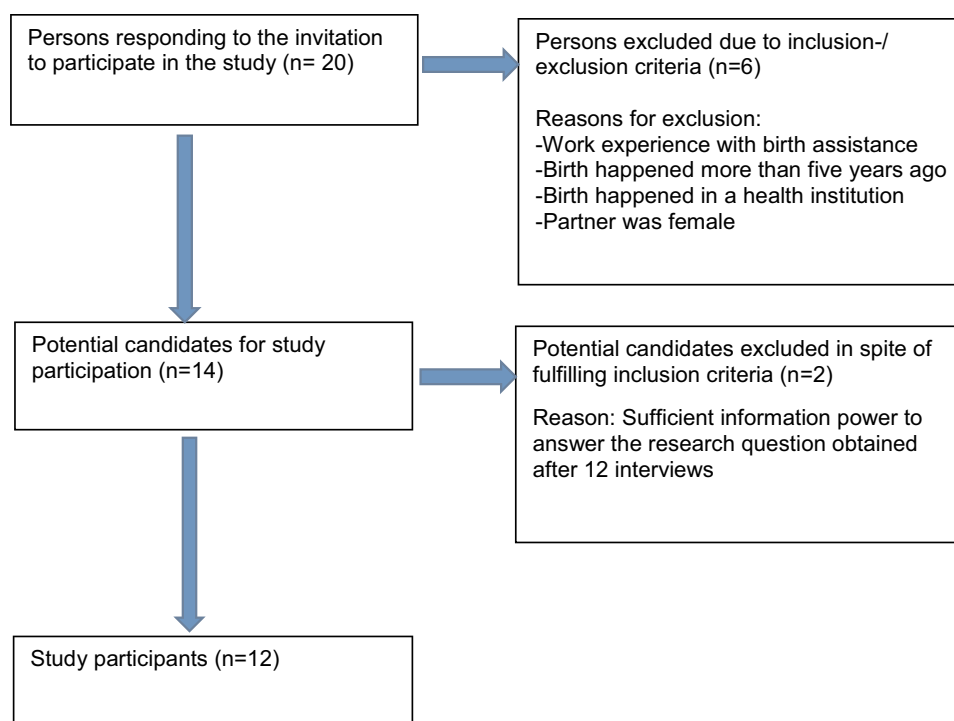 Persons responding to the invitation
to participate in the study (n= 20)
Persons excluded due to inclusion-/
exclusion criteria (n=6)
Reasons for exclusion:
-Work experience with birth assistance
-Birth happened more than five years ago
-Birth happened in a health institution
-Partner was female
Potential candidates for study
participation (n=14)
Potential candidates excluded in spite of
fulfilling inclusion criteria (n=2)
Reason: Sufficient information power to
answer the research question obtained
after 12 interviews
Study participants (n=12)